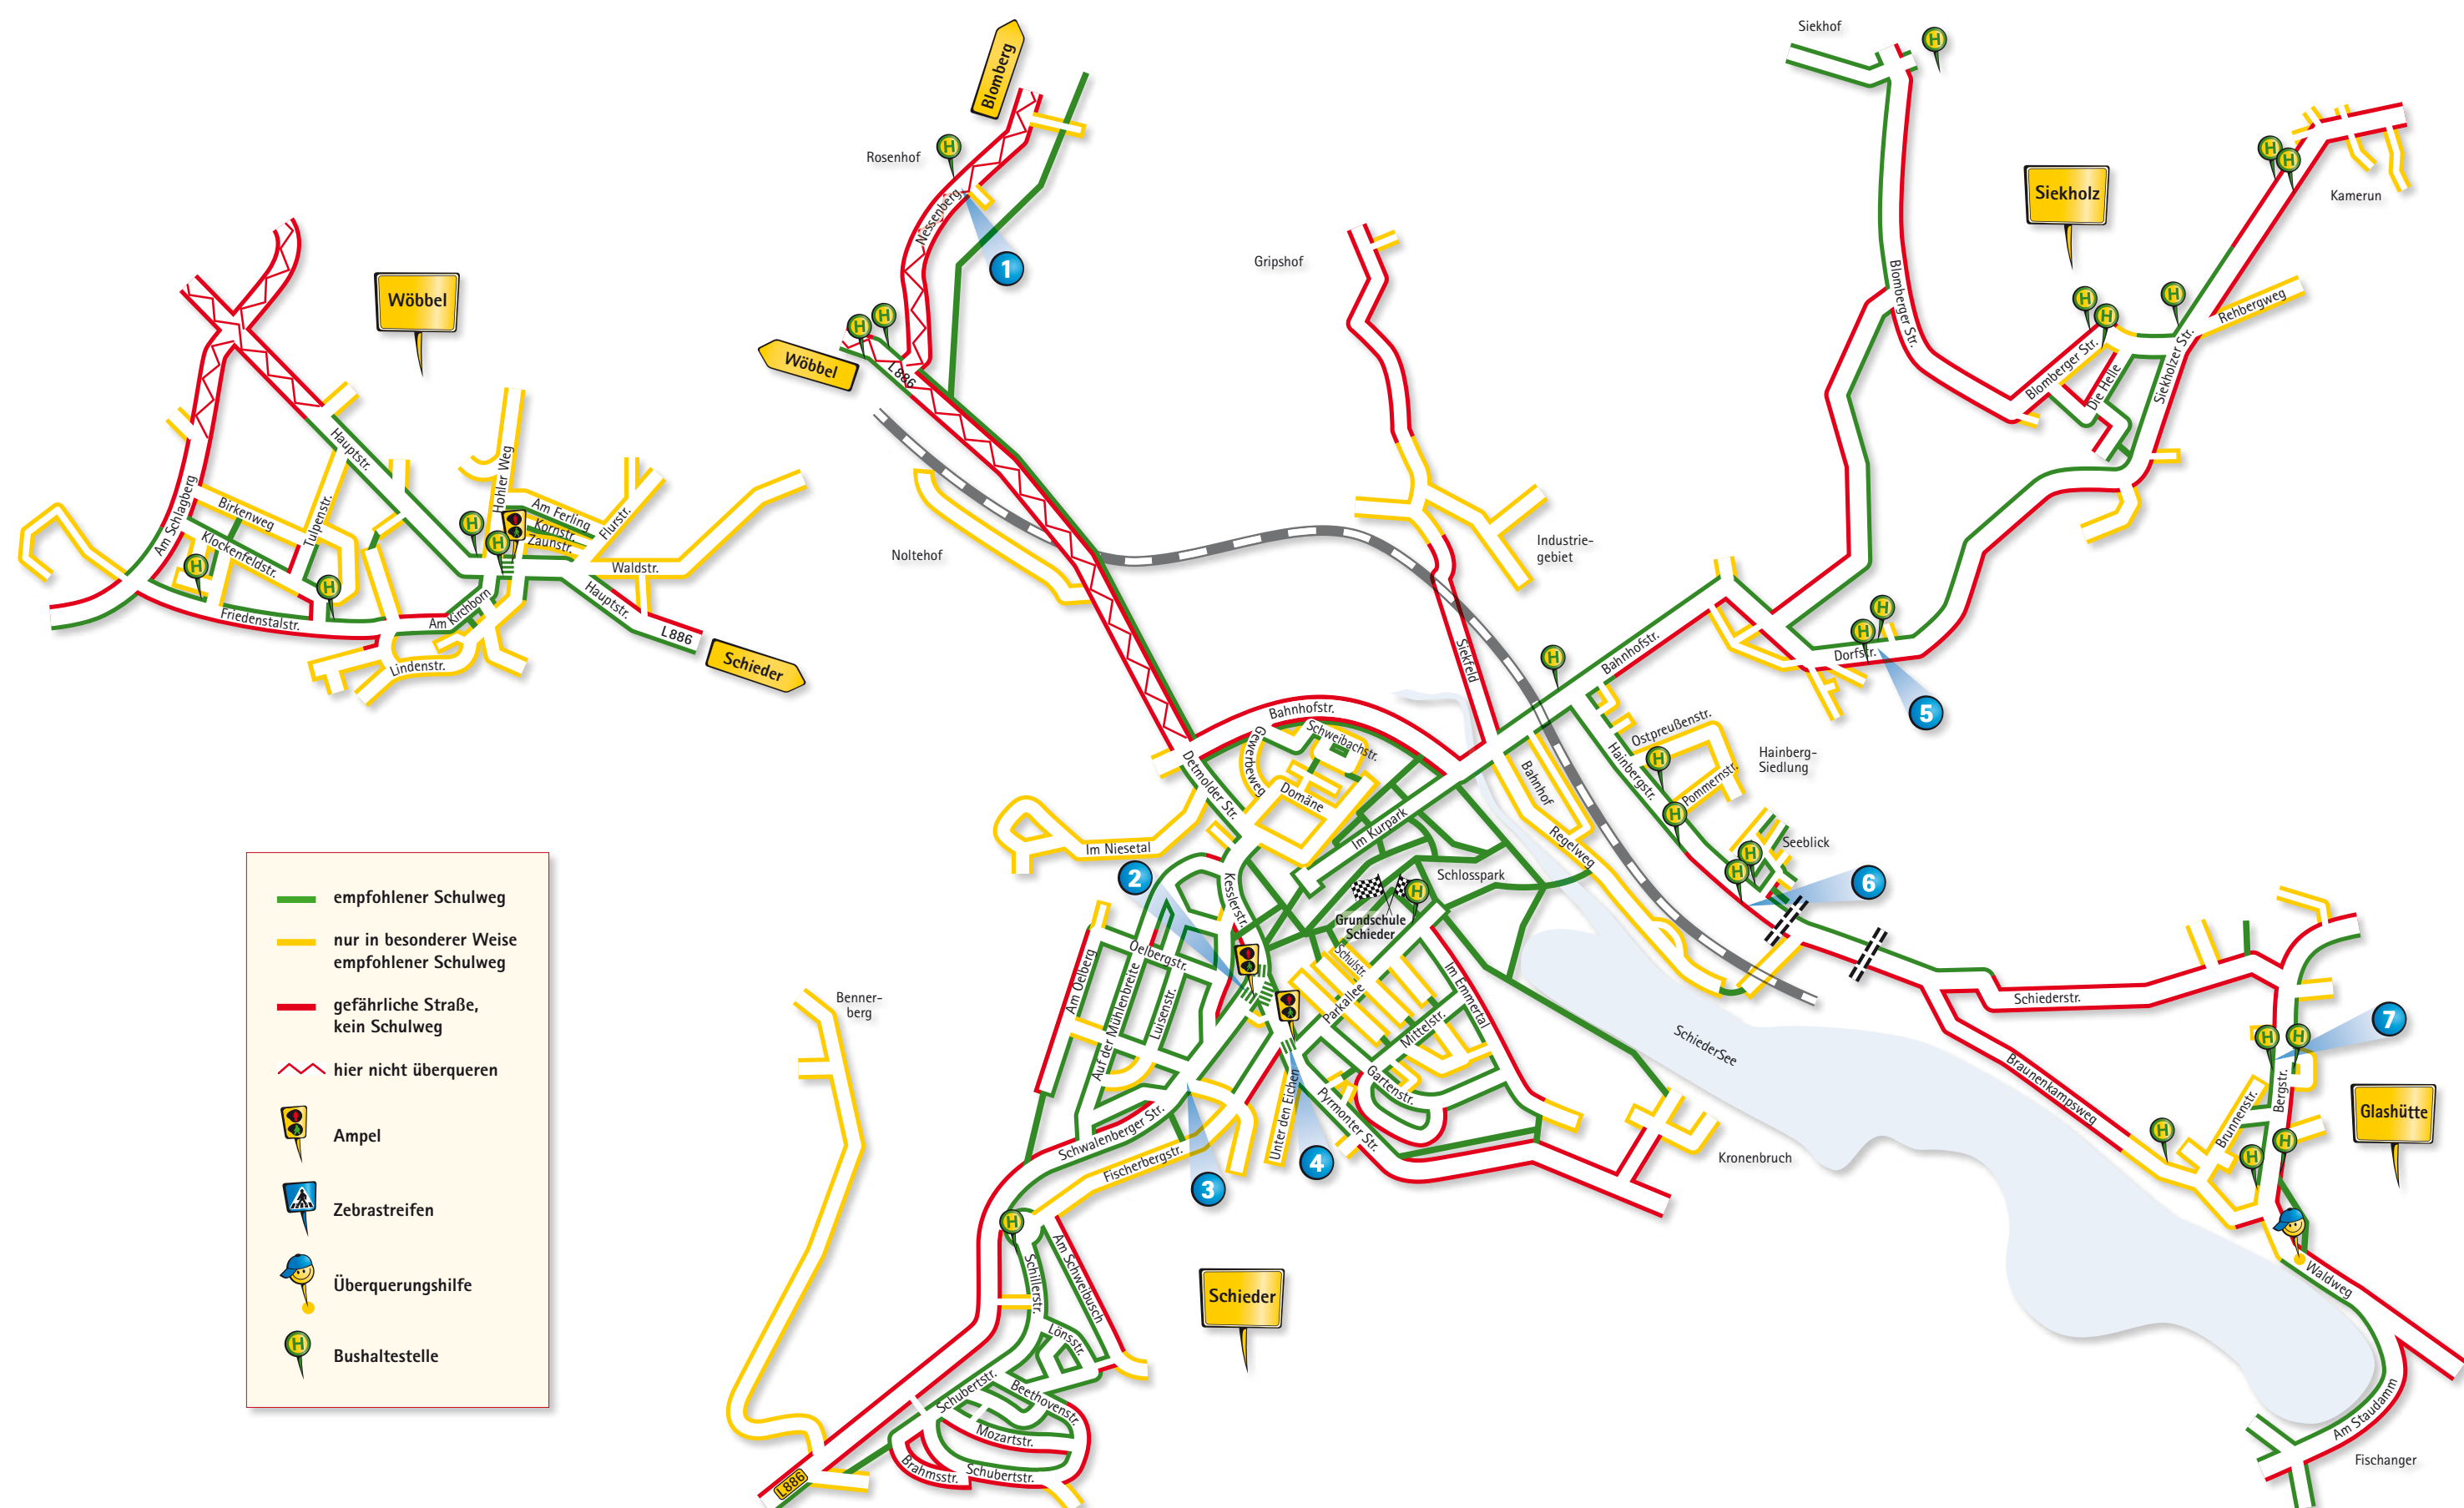 Siekhof
Blomberg
Rosenhof
H
H
Nessenberg
1
Siekholz
H
H
Kamerun
Gripshof
Wöbbel
Blomberger Str.
H
H
H
Rehbergweg
H
H
Wöbbel
L886
Blomberger Str.
Die Helle
Siekholzer Str.
Hauptstr.
Hohler Weg
Am Schlagberg
Birkenweg
Tulpenstr.
Am Ferling
Kornstr.
Zaunstr.
Flurstr.
H
H
Klockenfeldstr.
H
H
Waldstr.
Hauptstr.
Friedenstalstr.
Am Kirchborn
L886
Lindenstr.
Schieder
Noltehof
Industrie-
gebiet
Siekfeld
H
Bahnhofstr.
H
H
Dorfstr.
5
Bahnhofstr.
Gewerbeweg
Schweibachstr.
Detmolder Str.
Domäne
Im Kurpark
Bahnhof
Regelweg
Hainbergstr.
Ostpreußenstr.
H
Pommernstr.
H
Hainberg-
Siedlung
Seeblick
H
H
6
Im Niesetal
2
Kesslerstr.
Schlosspark
H
Grundschule
Schieder
empfohlener Schulweg
nur in besonderer Weise
empfohlener Schulweg
gefährliche Straße,
kein Schulweg
hier nicht überqueren
Ampel
Zebrastreifen
Überquerungshilfe
H
Bushaltestelle
Benner-
berg
Am Oelberg
Oelbergstr.
Auf der Mühlenbreite
Luisenstr.
Schulstr.
Parkallee
Mittelstr.
Im Emmertal
Gartenstr.
SchiederSee
Schwalenberger Str.
Fischerbergstr.
Unter den Eichen
Pyrmonter Str.
3
4
Kronenbruch
Schiederstr.
Braunenkampsweg
7
H
H
Bergstr.
Brunnenstr.
H
H
H
Glashütte
Waldweg
Am Staudamm
Fischanger
H
Schillerstr.
Am Schweibusch
Schieder
Lönsstr.
Schubertstr.
Beethovenstr.
Mozartstr.
Brahmsstr.
Schubertstr.
L886